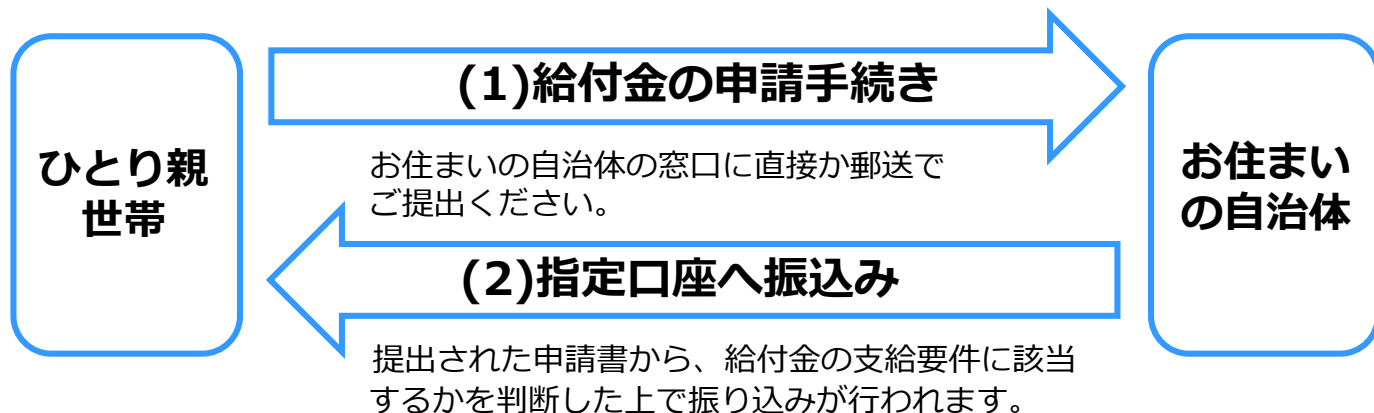 ひとり親
世帯
(1)給付金の申請手続き
お住まいの自治体の窓口に直接か郵送で
ご提出ください。
(2)指定口座へ振込み
提出された申請書から、給付金の支給要件に該当
するかを判断した上で振り込みが行われます。
お住まい
の自治体